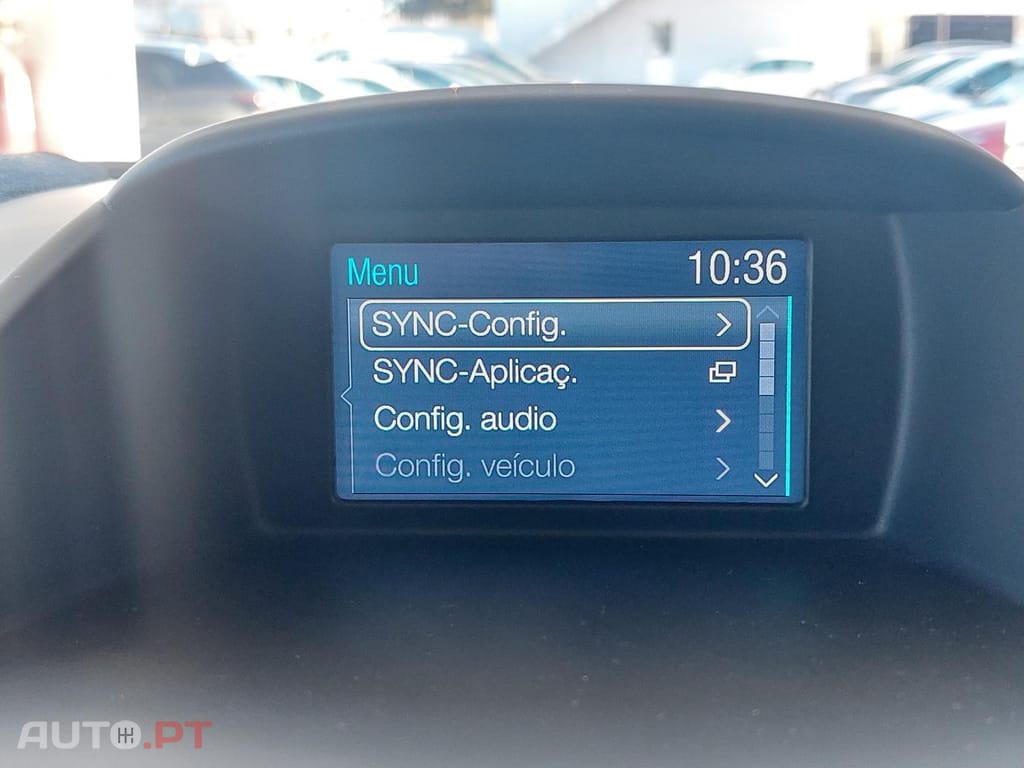 Menu 10:36
SYNC-Config.
SYNC-Aplicaç.
Config. audio
Config. veículo
AUTO.PT